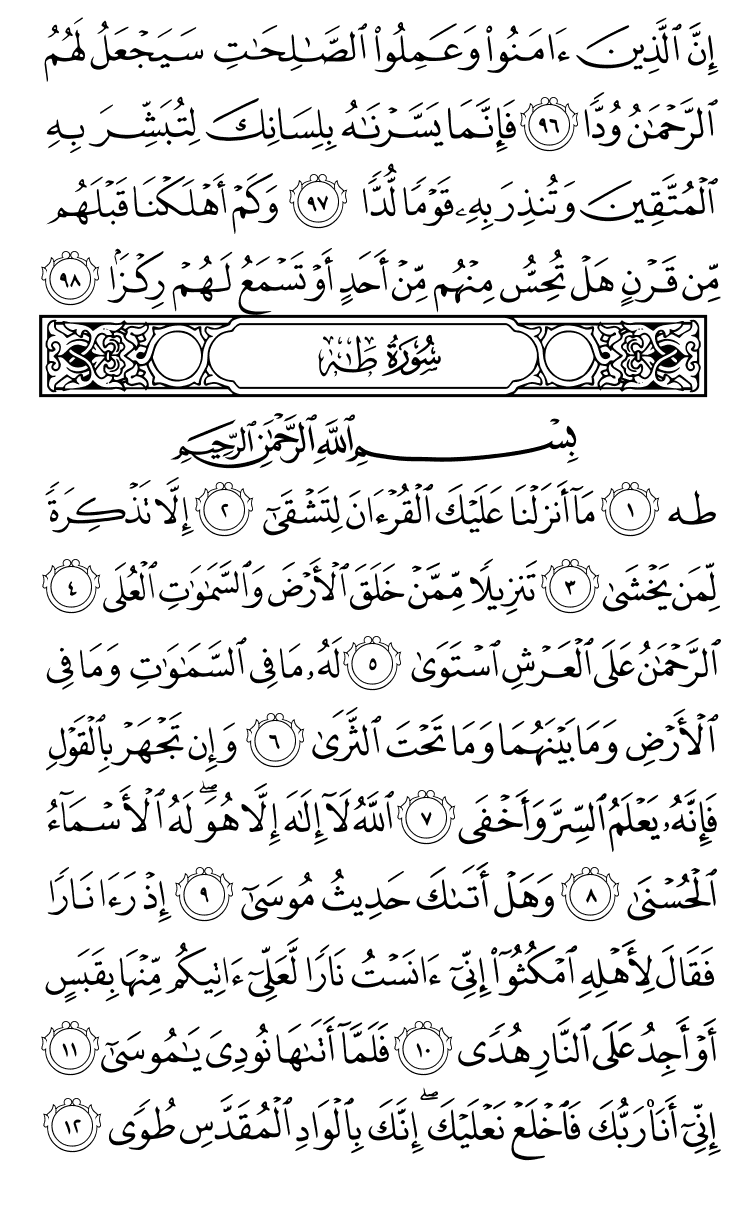 إِنَّ ٱلَّذِينَ ءَامَنُوا۟ وَعَمِلُوا۟ ٱلصَّـٰلِحَـٰتِ سَيَجْعَلُ لَهُمُ
ٱلرَّحْمَـٰنُ وُدًّا ٩٦ فَإِنَّمَا يَسَّرْنَـٰهُ بِلِسَانِكَ لِتُبَشِّرَ بِهِ
ٱلْمُتَّقِينَ وَتُنذِرَ بِهِۦ قَوْمًا لُّدًّا ٩٧ وَكَمْ أَهْلَكْنَا قَبْلَهُم
مِّن قَرْنٍ هَلْ تُحِسُّ مِنْهُم مِّنْ أَحَدٍ أَوْ تَسْمَعُ لَهُمْ رِكْزًۢا ٩٨
سُورَةُ طه
بِسْمِ ٱللَّهِ ٱلرَّحْمَـٰنِ ٱلرَّحِيمِ
طه ١ مَآ أَنزَلْنَا عَلَيْكَ ٱلْقُرْءَانَ لِتَشْقَىٰٓ ٢ إِلَّا تَذْكِرَةً
لِّمَن يَخْشَىٰ ٣ تَنزِيلًا مِّمَّنْ خَلَقَ ٱلْأَرْضَ وَٱلسَّمَـٰوَٰتِ ٱلْعُلَى ٤
ٱلرَّحْمَـٰنُ عَلَى ٱلْعَرْشِ ٱسْتَوَىٰ ٥ لَهُۥ مَا فِى ٱلسَّمَـٰوَٰتِ وَمَا فِى
ٱلْأَرْضِ وَمَا بَيْنَهُمَا وَمَا تَحْتَ ٱلثَّرَىٰ ٦ وَإِن تَجْهَرْ بِٱلْقَوْلِ
فَإِنَّهُۥ يَعْلَمُ ٱلسِّرَّ وَأَخْفَى ٧ ٱللَّهُ لَآ إِلَـٰهَ إِلَّا هُوَ ۖ لَهُ ٱلْأَسْمَآءُ
ٱلْحُسْنَىٰ ٨ وَهَلْ أَتَىٰكَ حَدِيثُ مُوسَىٰٓ ٩ إِذْ رَءَا نَارًا
فَقَالَ لِأَهْلِهِ ٱمْكُثُوٓا۟ إِنِّىٓ ءَانَسْتُ نَارًا لَّعَلِّىٓ ءَاتِيكُم مِّنْهَا بِقَبَسٍ
أَوْ أَجِدُ عَلَى ٱلنَّارِ هُدًى ١٠ فَلَمَّآ أَتَىٰهَا نُودِىَ يَـٰمُوسَىٰٓ ١١
إِنِّىٓ أَنَا۠ رَبُّكَ فَٱخْلَعْ نَعْلَيْكَ ۖ إِنَّكَ بِٱلْوَادِ ٱلْمُقَدَّسِ طُوًى ١٢